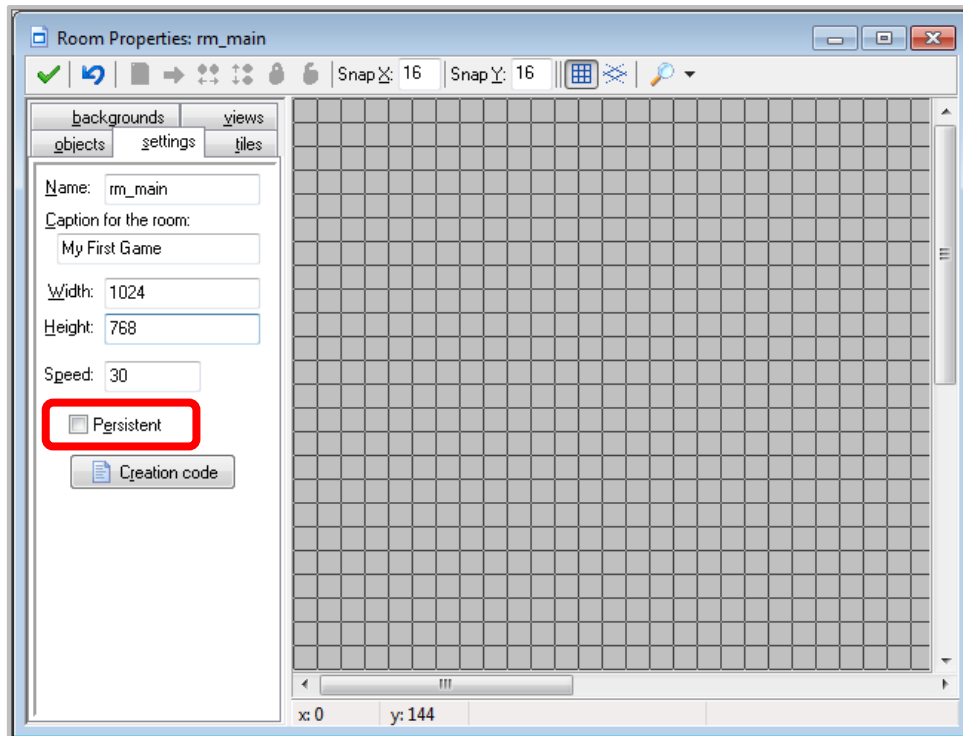 Room Properties: rm_main
Snap X: 16 Snap Y: 16
backgrounds views
objects settings tiles
Name: rm_main
Caption for the room:
My First Game
Width: 1024
Height: 768
Speed: 30
Persistent
Creation code
x: 0 y: 144